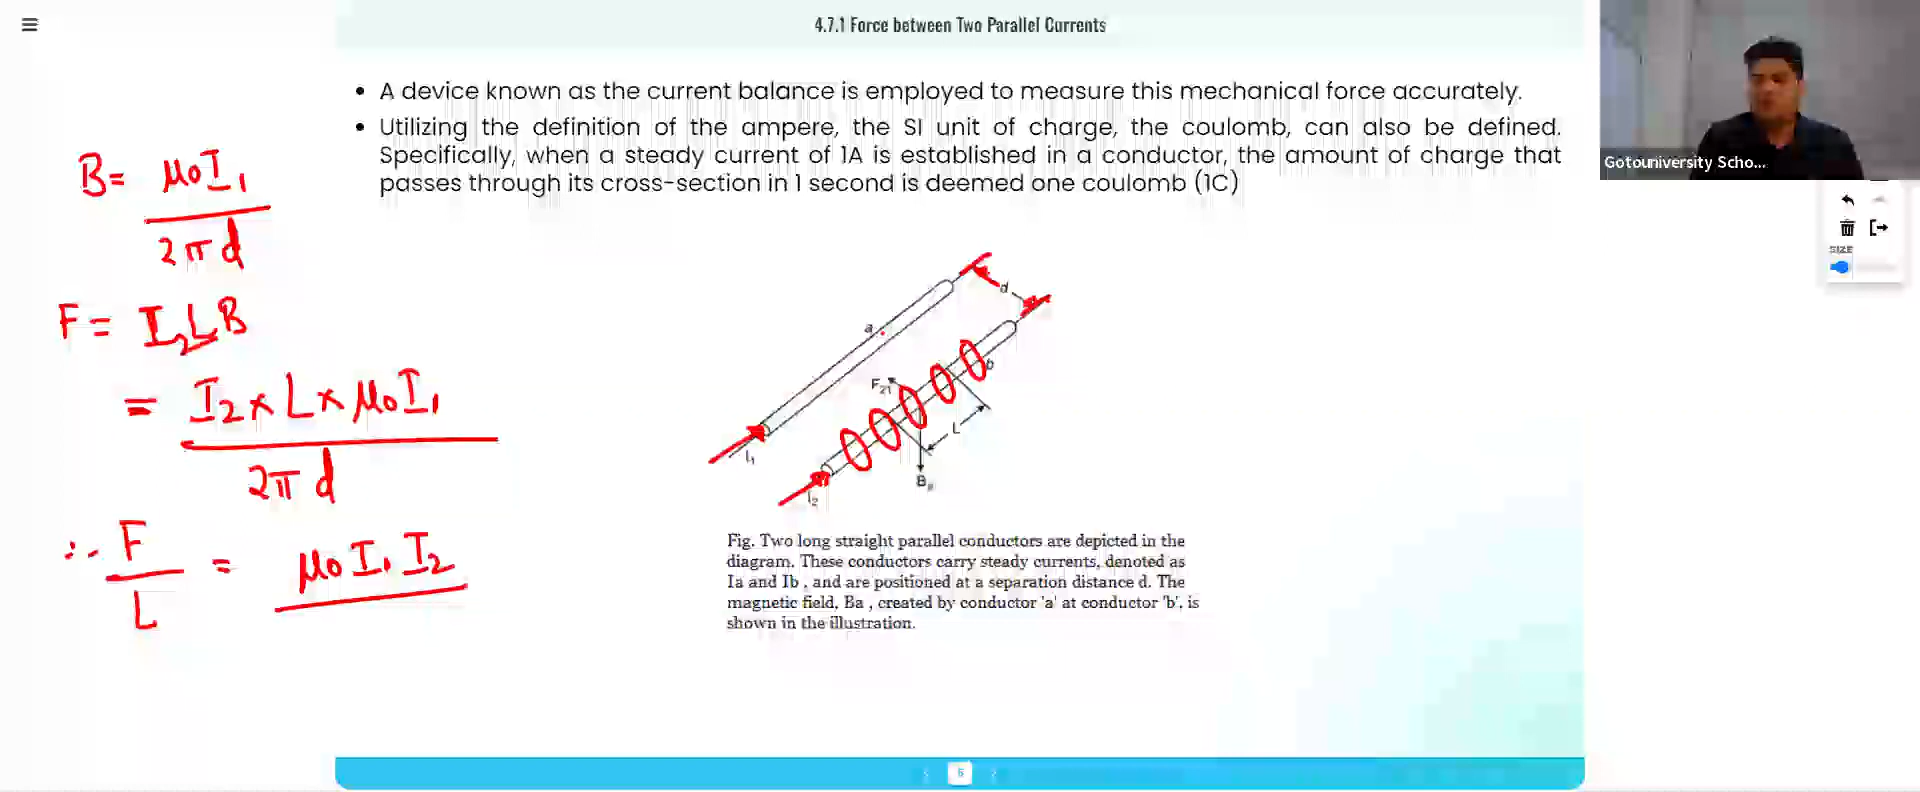 4.7.1 Force between Two Parallel Currents
• A device known as the current balance is employed to measure this mechanical force accurately.
• Utilizing the definition of the ampere, the SI unit of charge, the coulomb, can also be defined.
Specifically, when a steady current of 1A is established in a conductor, the amount of charge that
passes through its cross-section in 1 second is deemed one coulomb (1C)
Gotouniversity Scho...
SIZE
B = μ₀I₁
2πd
F = I₂LB
= I₂ × L × μ₀I₁
2πd
∴ F
L
= μ₀I₁I₂
d
a
b
F₂₁
L
I₁
Bₐ
I₂
Fig. Two long straight parallel conductors are depicted in the
diagram. These conductors carry steady currents, denoted as
Ia and Ib , and are positioned at a separation distance d. The
magnetic field, Ba , created by conductor 'a' at conductor 'b', is
shown in the illustration.
6